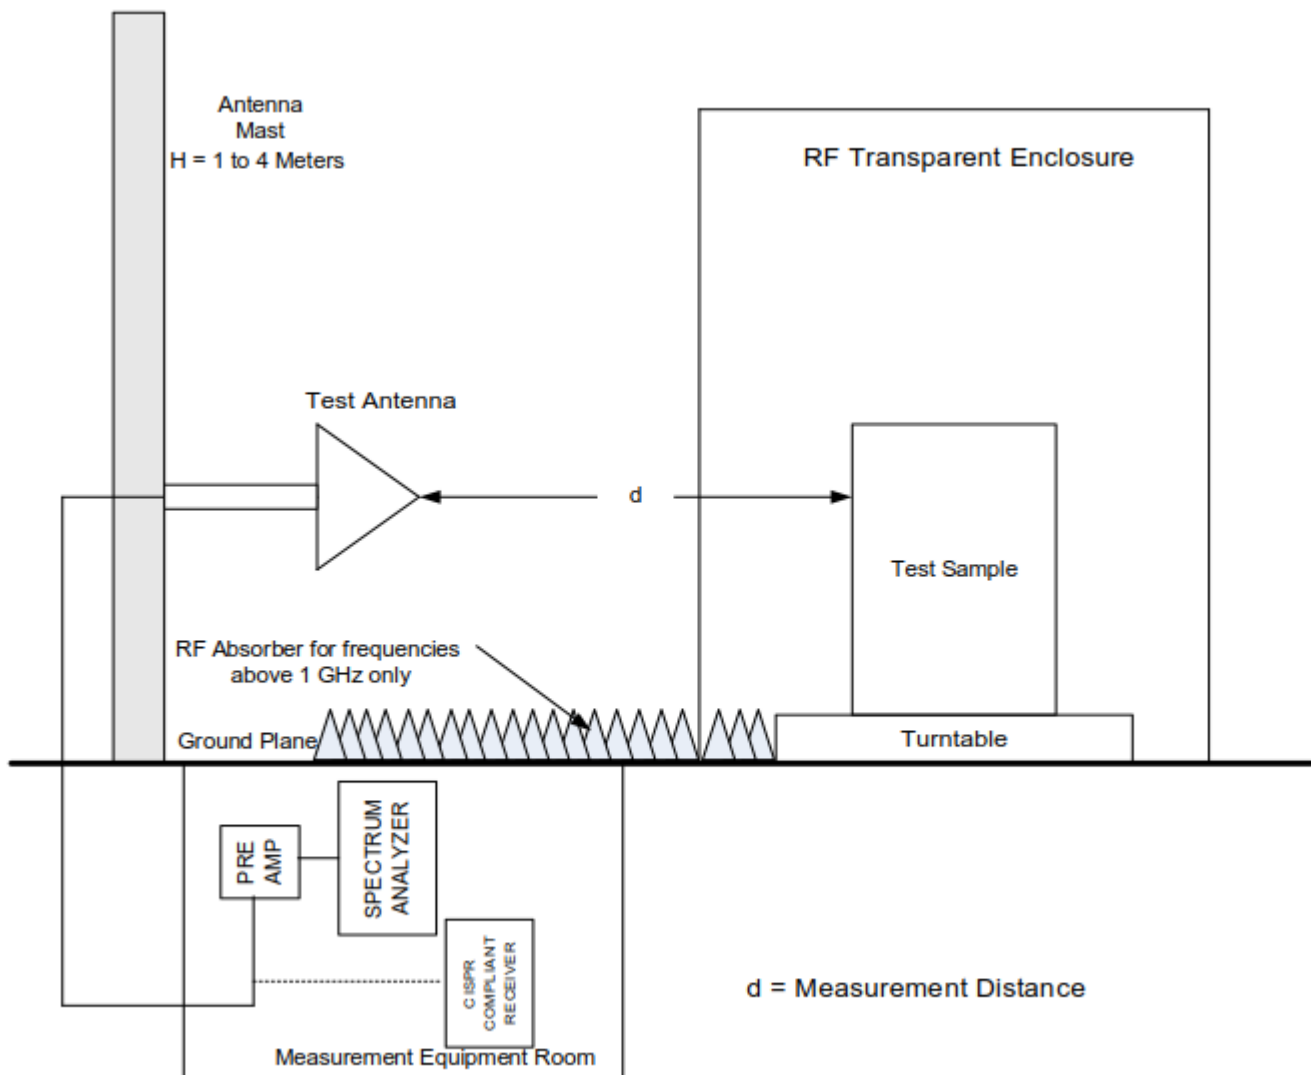 Antenna
Mast
H = 1 to 4 Meters
RF Transparent Enclosure
Test Antenna
d
Test Sample
RF Absorber for frequencies
above 1 GHz only
Ground Plane
Turntable
PRE
AMP
SPECTRUM
ANALYZER
CISPR
COMPLIANT
RECEIVER
d = Measurement Distance
Measurement Equipment Room